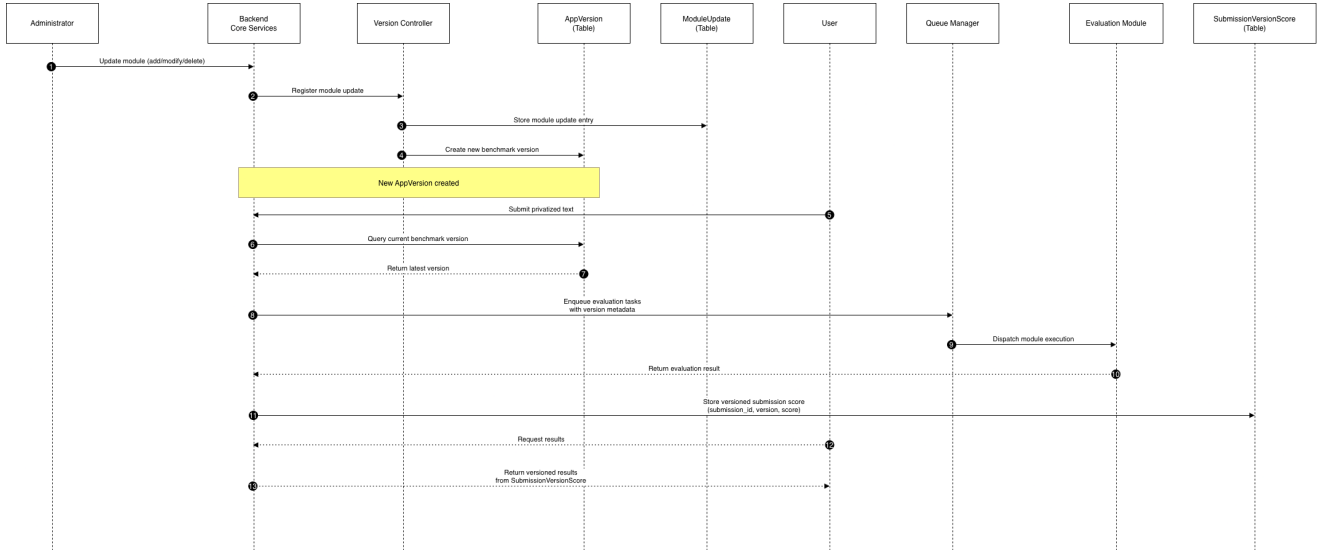 Administrator
Backend
Core Services
Version Controller
AppVersion
(Table)
ModuleUpdate
(Table)
User
Queue Manager
Evaluation Module
SubmissionVersionScore
(Table)
1
Update module (add/modify/delete)
2
Register module update
3
Store module update entry
4
Create new benchmark version
New AppVersion created
Submit privatized text
5
6
Query current benchmark version
Return latest version
7
8
Enqueue evaluation tasks
with version metadata
9
Dispatch module execution
Return evaluation result
10
11
Store versioned submission score
(submission_id, version, score)
Request results
12
13
Return versioned results
from SubmissionVersionScore